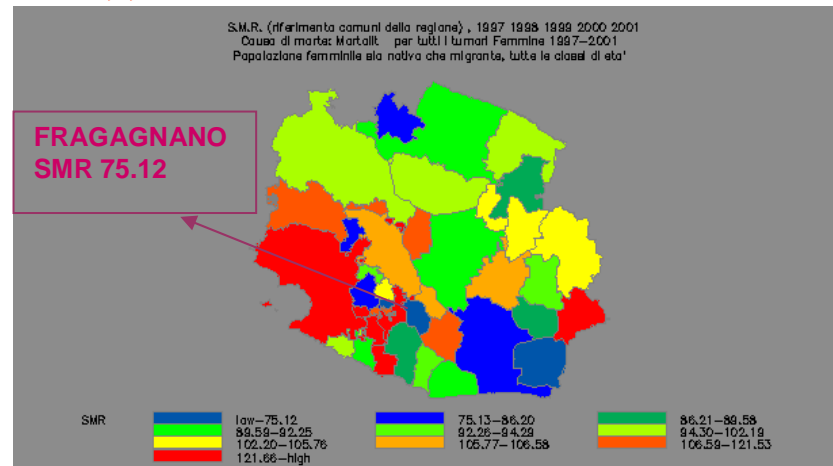 S.M.R. (riferimento comuni della regione) , 1997 1998 1999 2000 2001
Causa di morte: Mortalit per tutti i tumori Femmine 1997-2001
Popolazione femminile sia nativa che migrante, tutte le classi di eta'
FRAGAGNANO
SMR 75.12
SMR
low-75.12
75.13-86.20
86.21-89.58
89.59-92.25
92.26-94.29
94.30-102.19
102.20-105.76
105.77-106.58
106.59-121.53
121.66-high